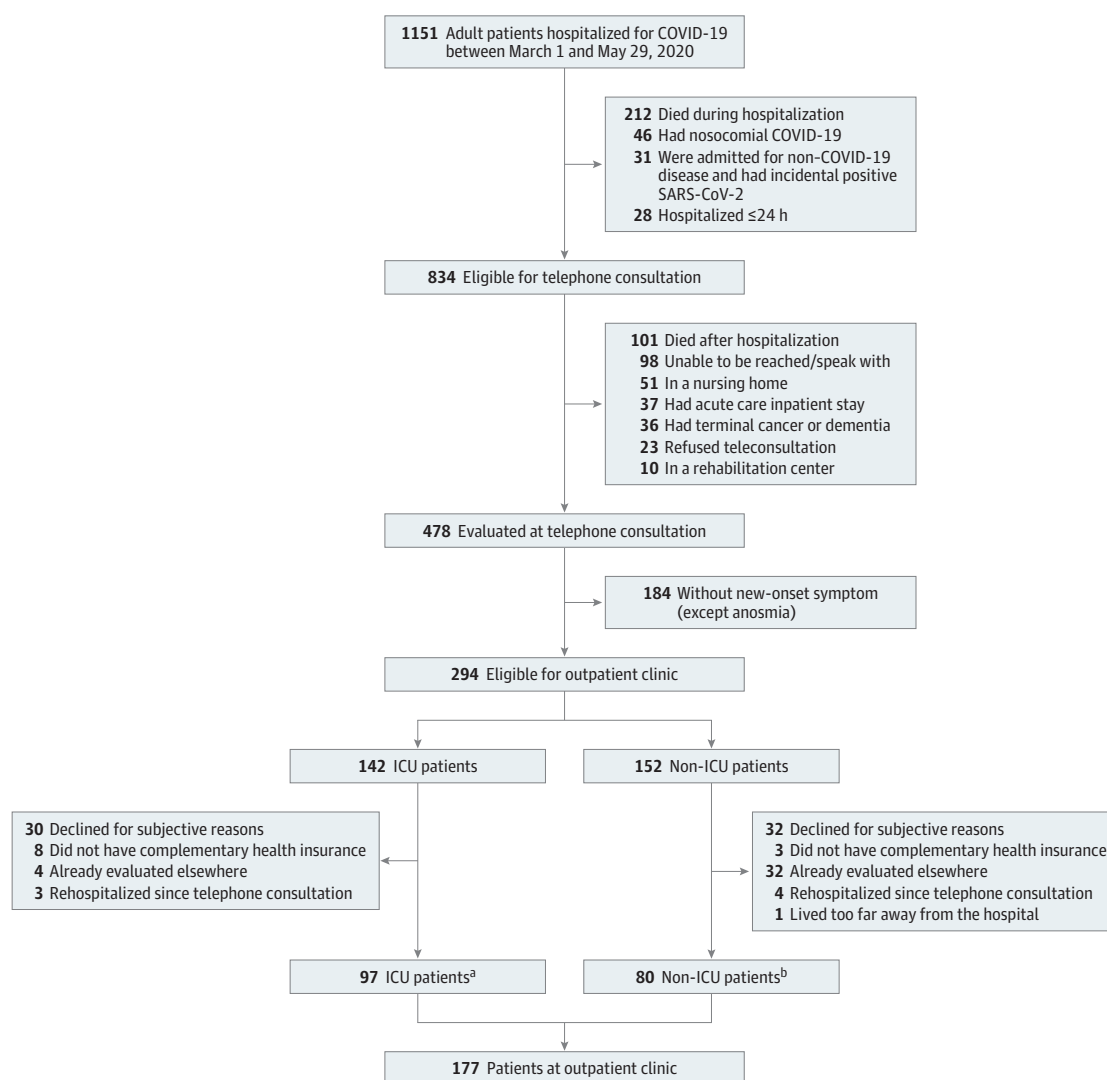 1151 Adult patients hospitalized for COVID-19
between March 1 and May 29, 2020
212 Died during hospitalization
46 Had nosocomial COVID-19
31 Were admitted for non-COVID-19
disease and had incidental positive
SARS-CoV-2
28 Hospitalized ≤24 h
834 Eligible for telephone consultation
101 Died after hospitalization
98 Unable to be reached/speak with
51 In a nursing home
37 Had acute care inpatient stay
36 Had terminal cancer or dementia
23 Refused teleconsultation
10 In a rehabilitation center
478 Evaluated at telephone consultation
184 Without new-onset symptom
(except anosmia)
294 Eligible for outpatient clinic
142 ICU patients
152 Non-ICU patients
30 Declined for subjective reasons
8 Did not have complementary health insurance
4 Already evaluated elsewhere
3 Rehospitalized since telephone consultation
32 Declined for subjective reasons
3 Did not have complementary health insurance
32 Already evaluated elsewhere
4 Rehospitalized since telephone consultation
1 Lived too far away from the hospital
97 ICU patientsᵃ
80 Non-ICU patientsᵇ
177 Patients at outpatient clinic